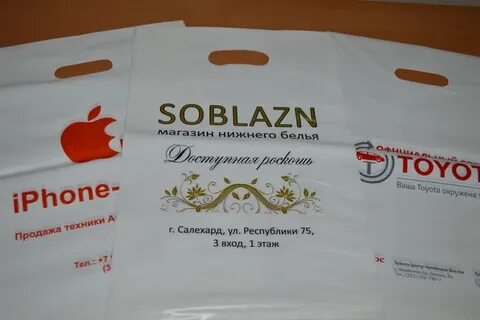 iPhone-
Продажа техники
Тел.: +7
SOBLAZN
магазин нижнего белья
Доступная роскошь
г. Салехард, ул. Республики 75,
3 вход, 1 этаж
ОФИЦИАЛЬНЫЙ
TOYOT
Ваша Toyota окружена